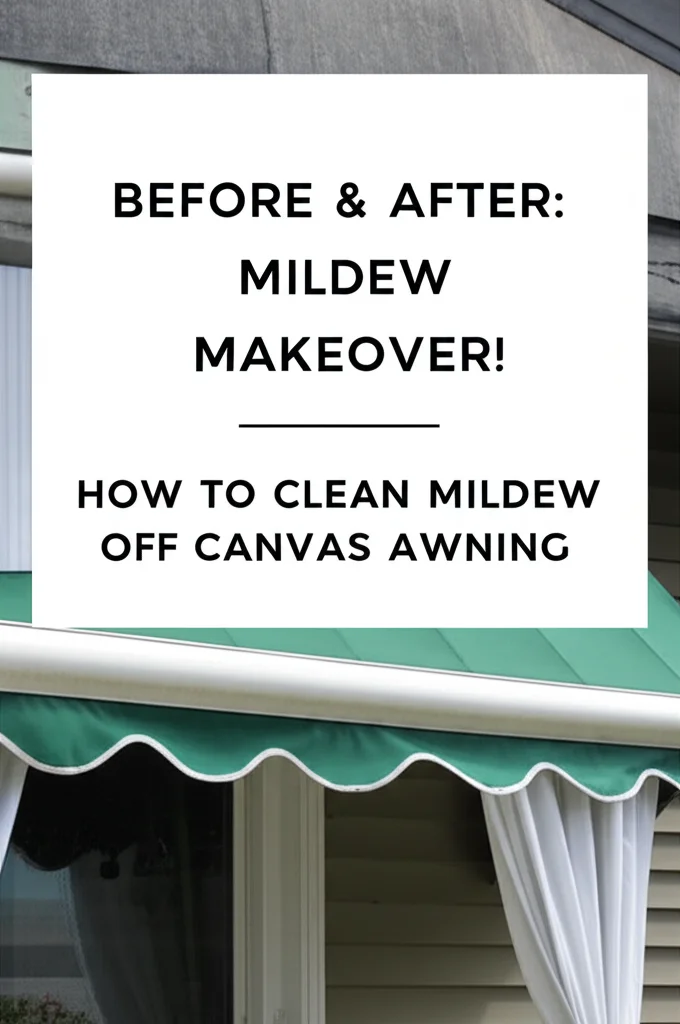 BEFORE & AFTER:
MILDEW
MAKEOVER!
HOW TO CLEAN MILDEW
OFF CANVAS AWNING